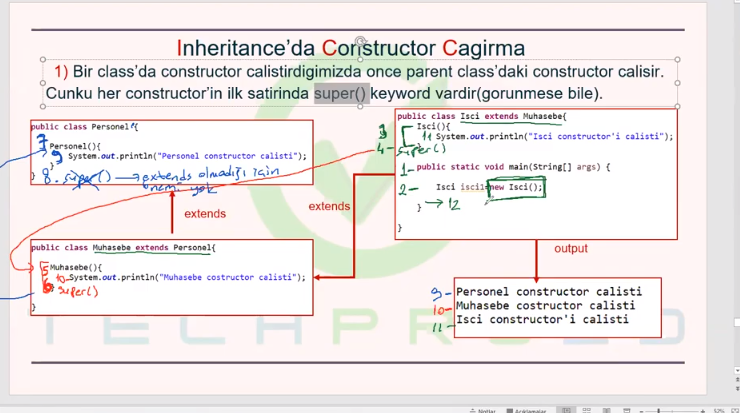 Inheritance'da Constructor Cagirma
1) Bir class'da constructor calistirdigimizda once parent class'daki constructor calisir.
Cunku her constructor'in ilk satirinda super() keyword vardir(gorunmese bile).
public class Personel {
7
Personel(){
9 System.out.println("Personel constructor calisti");
}
} 8. super() → extends olmadığı için
yok
extends
public class Muhasebe extends Personel{
5 Muhasebe(){
10 System.out.println("Muhasebe costructor calisti");
6 super()
}
extends
public class Isci extends Muhasebe{
3 Isci(){
11 System.out.println("Isci constructor'i calisti");
4 super()
1 public static void main(String[] args) {
2 Isci isci1=new Isci();
} → 12
}
output
9 Personel constructor calisti
10 Muhasebe costructor calisti
11 Isci constructor'i calisti
TECHPROED
Notlar Açıklamalar 52%